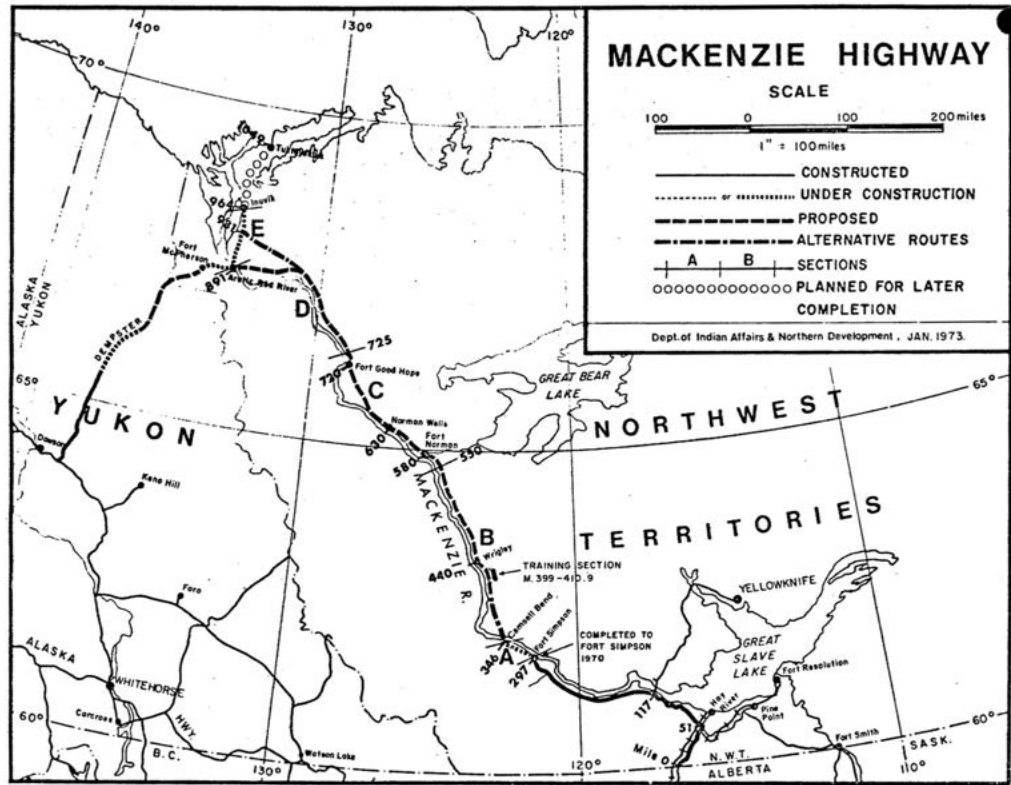 140°
130°
120°
70°
MACKENZIE HIGHWAY
SCALE
100 0 100 200 miles
1" = 100 miles
CONSTRUCTED
or UNDER CONSTRUCTION
PROPOSED
ALTERNATIVE ROUTES
A B SECTIONS
PLANNED FOR LATER
COMPLETION
Dept. of Indian Affairs & Northern Development, JAN. 1973.
1049
964
Inuvik
931
E
Fort
McPherson
891
Arctic Red River
D
ALASKA
YUKON
DEMPSTER
725
720
Fort Good Hope
C
GREAT BEAR
LAKE
65°
65°
YUKON
NORTHWEST
TERRITORIES
Norman Wells
630
Fort
Norman
580
550
Dawson
Keno Hill
MACKENZIE R.
B
Wrigley
440
TRAINING SECTION
M. 399-410.9
YELLOWKNIFE
Faro
Camsell Bend
Fort Simpson
COMPLETED TO
FORT SIMPSON
1970
346
A
297
GREAT
SLAVE
LAKE
Fort Resolution
ALASKA
HWY
WHITEHORSE
Carcross
117
Hay
River
Pine
Point
51
60°
60°
B.C.
Watson Lake
Mile 0
N.W.T.
ALBERTA
Fort Smith
SASK.
130°
120°
110°